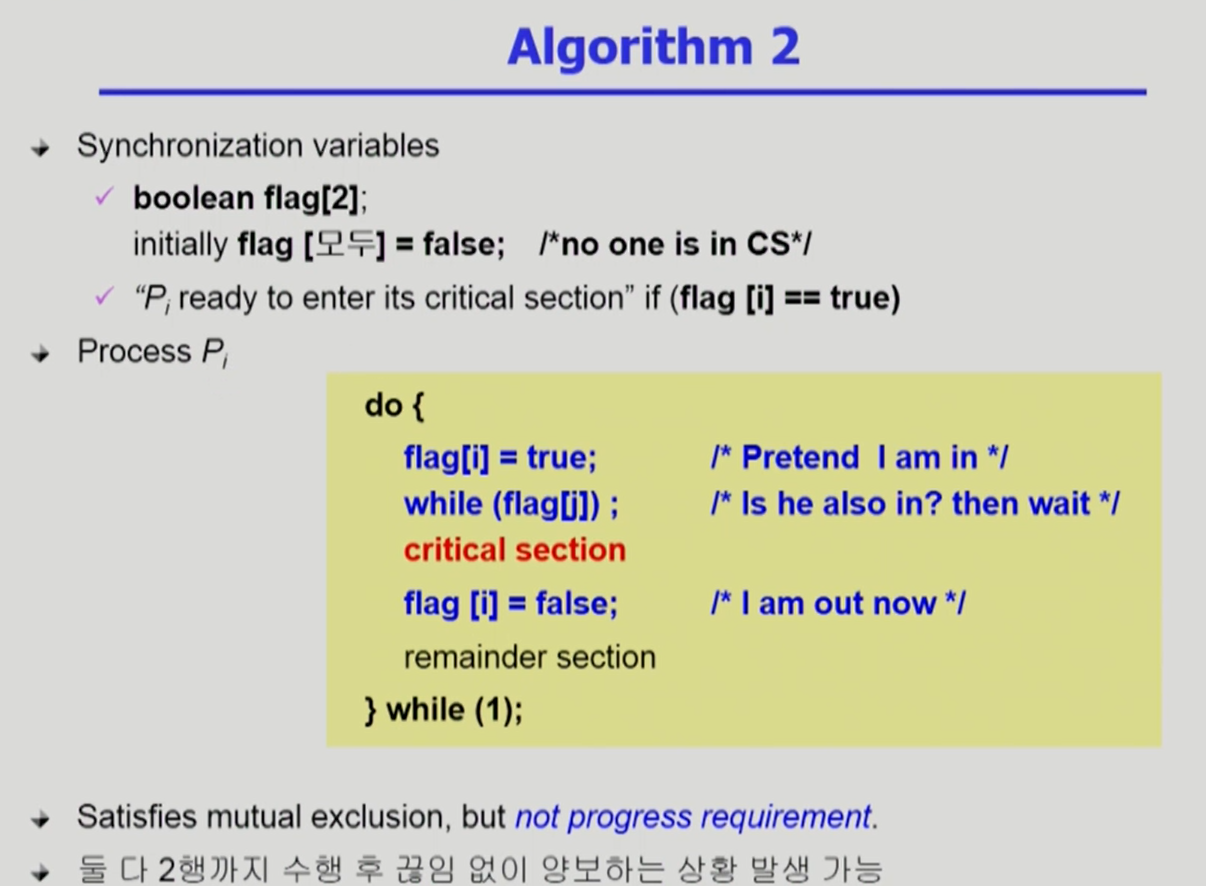 Algorithm 2
Synchronization variables
boolean flag[2];
initially flag [모두] = false; /*no one is in CS*/
“Pi ready to enter its critical section” if (flag [i] == true)
Process Pi
do {
flag[i] = true; /* Pretend I am in */
while (flag[j]) ; /* Is he also in? then wait */
critical section
flag [i] = false; /* I am out now */
remainder section
} while (1);
Satisfies mutual exclusion, but not progress requirement.
둘 다 2행까지 수행 후 끊임 없이 양보하는 상황 발생 가능